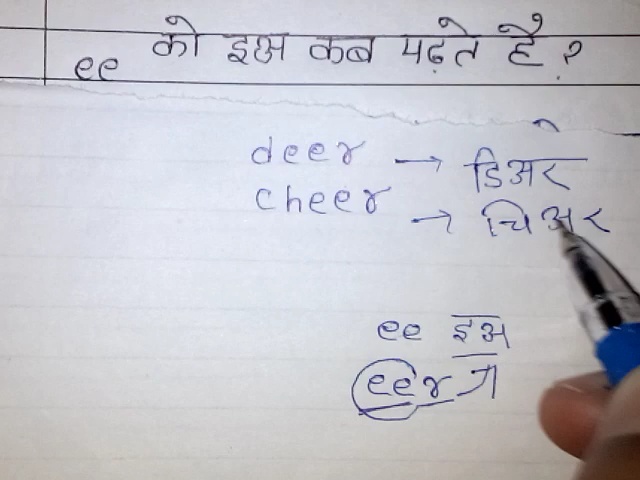 ee को इअ कब पढ़ते है?
deer → डिअर
cheer → चिअर
ee इअ
eer